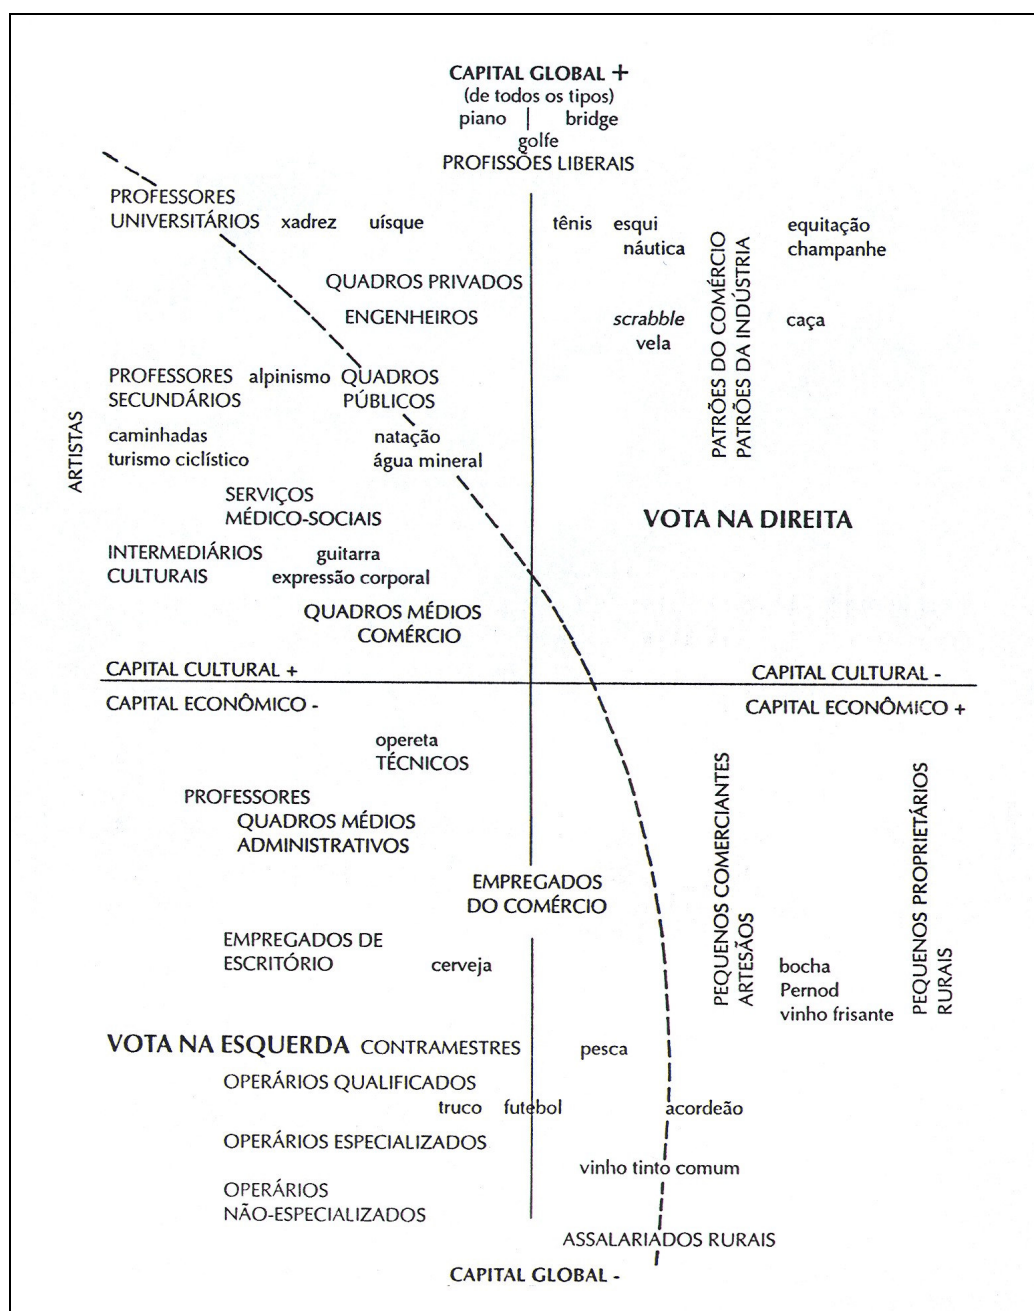 CAPITAL GLOBAL +
(de todos os tipos)
piano | bridge
golfe
PROFISSÕES LIBERAIS
PROFESSORES
UNIVERSITÁRIOS xadrez uísque
tênis esqui
náutica
equitação
champanhe
QUADROS PRIVADOS
ENGENHEIROS
scrabble
vela
caça
PATRÕES DO COMÉRCIO
PATRÕES DA INDÚSTRIA
PROFESSORES
SECUNDÁRIOS
alpinismo
QUADROS
PÚBLICOS
ARTISTAS
caminhadas
turismo ciclístico
natação
água mineral
SERVIÇOS
MÉDICO-SOCIAIS
VOTA NA DIREITA
INTERMEDIÁRIOS
CULTURAIS
guitarra
expressão corporal
QUADROS MÉDIOS
COMÉRCIO
CAPITAL CULTURAL +
CAPITAL CULTURAL -
CAPITAL ECONÔMICO -
CAPITAL ECONÔMICO +
opereta
TÉCNICOS
PROFESSORES
QUADROS MÉDIOS
ADMINISTRATIVOS
EMPREGADOS
DO COMÉRCIO
PEQUENOS COMERCIANTES
ARTESÃOS
PEQUENOS PROPRIETÁRIOS
RURAIS
EMPREGADOS DE
ESCRITÓRIO
cerveja
bocha
Pernod
vinho frisante
VOTA NA ESQUERDA
CONTRAMESTRES
pesca
OPERÁRIOS QUALIFICADOS
truco futebol acordeão
OPERÁRIOS ESPECIALIZADOS
vinho tinto comum
OPERÁRIOS
NÃO-ESPECIALIZADOS
ASSALARIADOS RURAIS
CAPITAL GLOBAL -